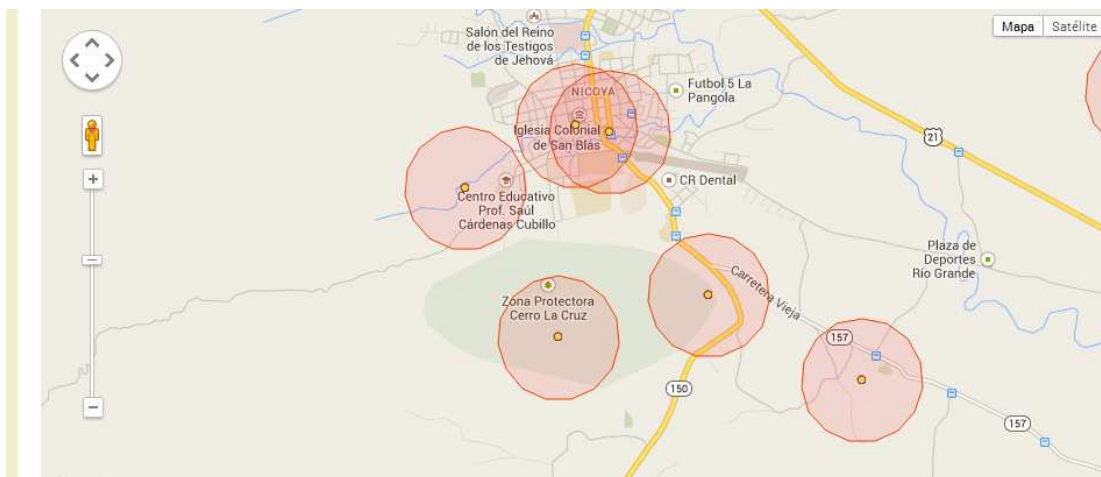 Salón del Reino
de los Testigos
de Jehová
Mapa
Satélite
NICOYA
Futbol 5 La
Pangola
Iglesia Colonial
de San Blás
21
CR Dental
Centro Educativo
Prof. Saúl
Cárdenas Cubillo
Plaza de
Deportes
Río Grande
Carretera Vieja
Zona Protectora
Cerro La Cruz
157
150
157